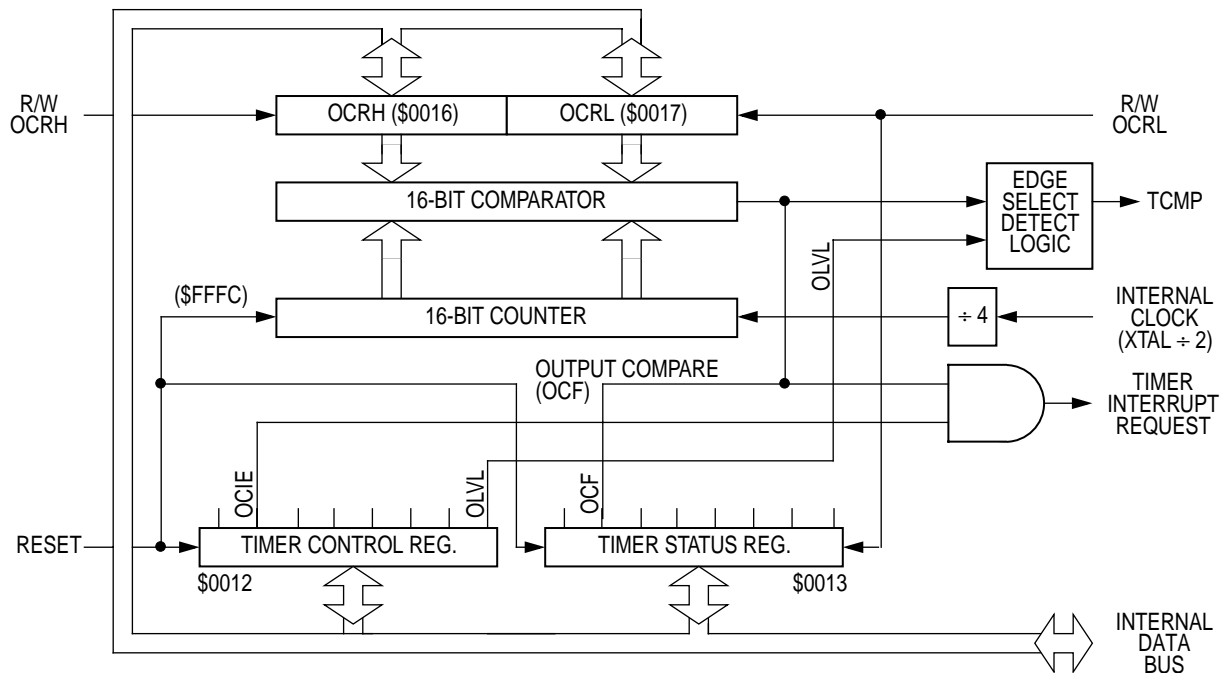 R/W
OCRH
OCRH ($0016)
OCRL ($0017)
R/W
OCRL
16-BIT COMPARATOR
EDGE
SELECT
DETECT
LOGIC
TCMP
OLVL
($FFFC)
16-BIT COUNTER
÷ 4
INTERNAL
CLOCK
(XTAL ÷ 2)
OUTPUT COMPARE
(OCF)
TIMER
INTERRUPT
REQUEST
OCIE
OLVL
OCF
RESET
TIMER CONTROL REG.
TIMER STATUS REG.
$0012
$0013
INTERNAL
DATA
BUS